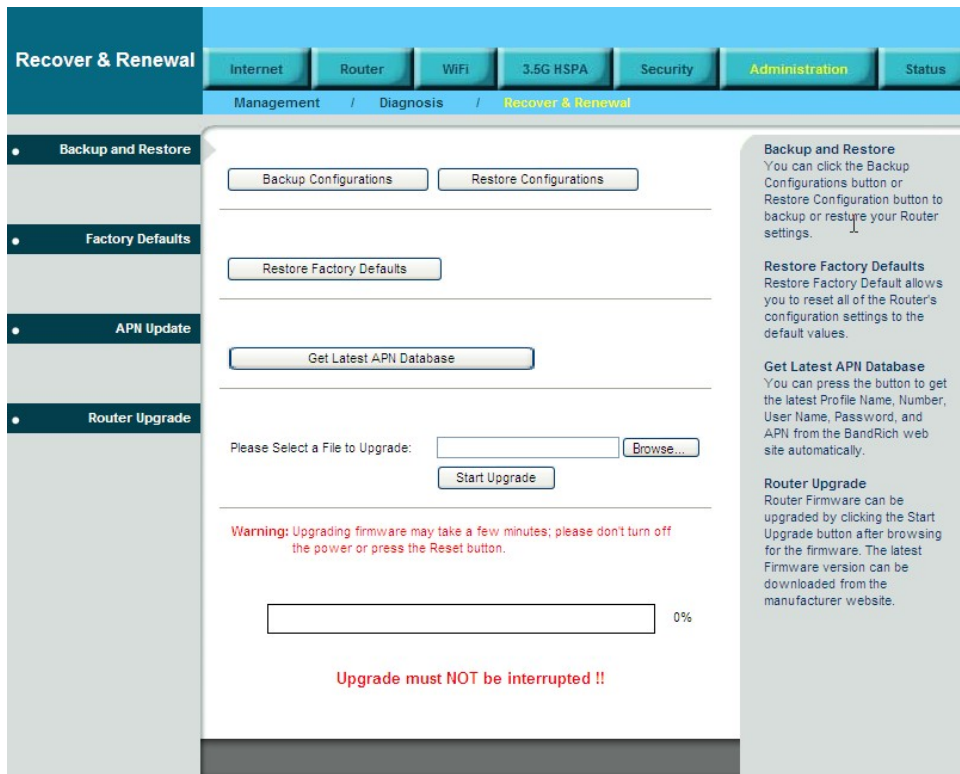 Recover & Renewal
Internet
Router
WiFi
3.5G HSPA
Security
Administration
Status
Management / Diagnosis / Recover & Renewal
Backup and Restore
Backup Configurations
Restore Configurations
Factory Defaults
Restore Factory Defaults
APN Update
Get Latest APN Database
Router Upgrade
Please Select a File to Upgrade:
Browse...
Start Upgrade
Warning: Upgrading firmware may take a few minutes; please don't turn off
the power or press the Reset button.
0%
Upgrade must NOT be interrupted !!
Backup and Restore
You can click the Backup
Configurations button or
Restore Configuration button to
backup or resture your Router
settings.
Restore Factory Defaults
Restore Factory Default allows
you to reset all of the Router's
configuration settings to the
default values.
Get Latest APN Database
You can press the button to get
the latest Profile Name, Number,
User Name, Password, and
APN from the BandRich web
site automatically.
Router Upgrade
Router Firmware can be
upgraded by clicking the Start
Upgrade button after browsing
for the firmware. The latest
Firmware version can be
downloaded from the
manufacturer website.